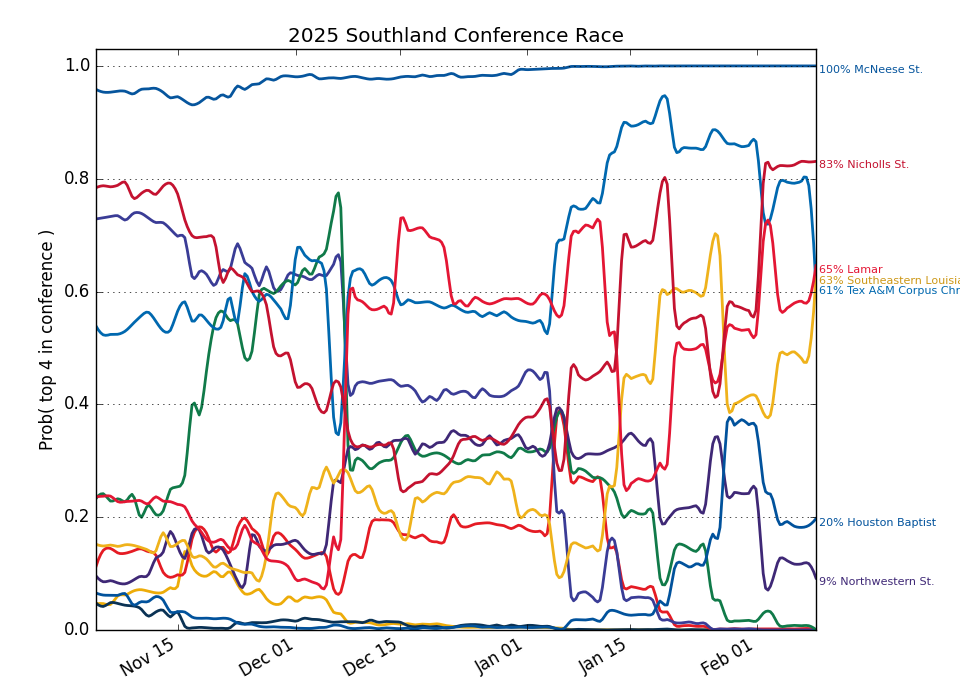 2025 Southland Conference Race
Prob( top 4 in conference )
1.0
0.8
0.6
0.4
0.2
0.0
Nov 15
Dec 01
Dec 15
Jan 01
Jan 15
Feb 01
100% McNeese St.
83% Nicholls St.
65% Lamar
63% Southeastern Louisia
61% Tex A&M Corpus Chr
20% Houston Baptist
9% Northwestern St.